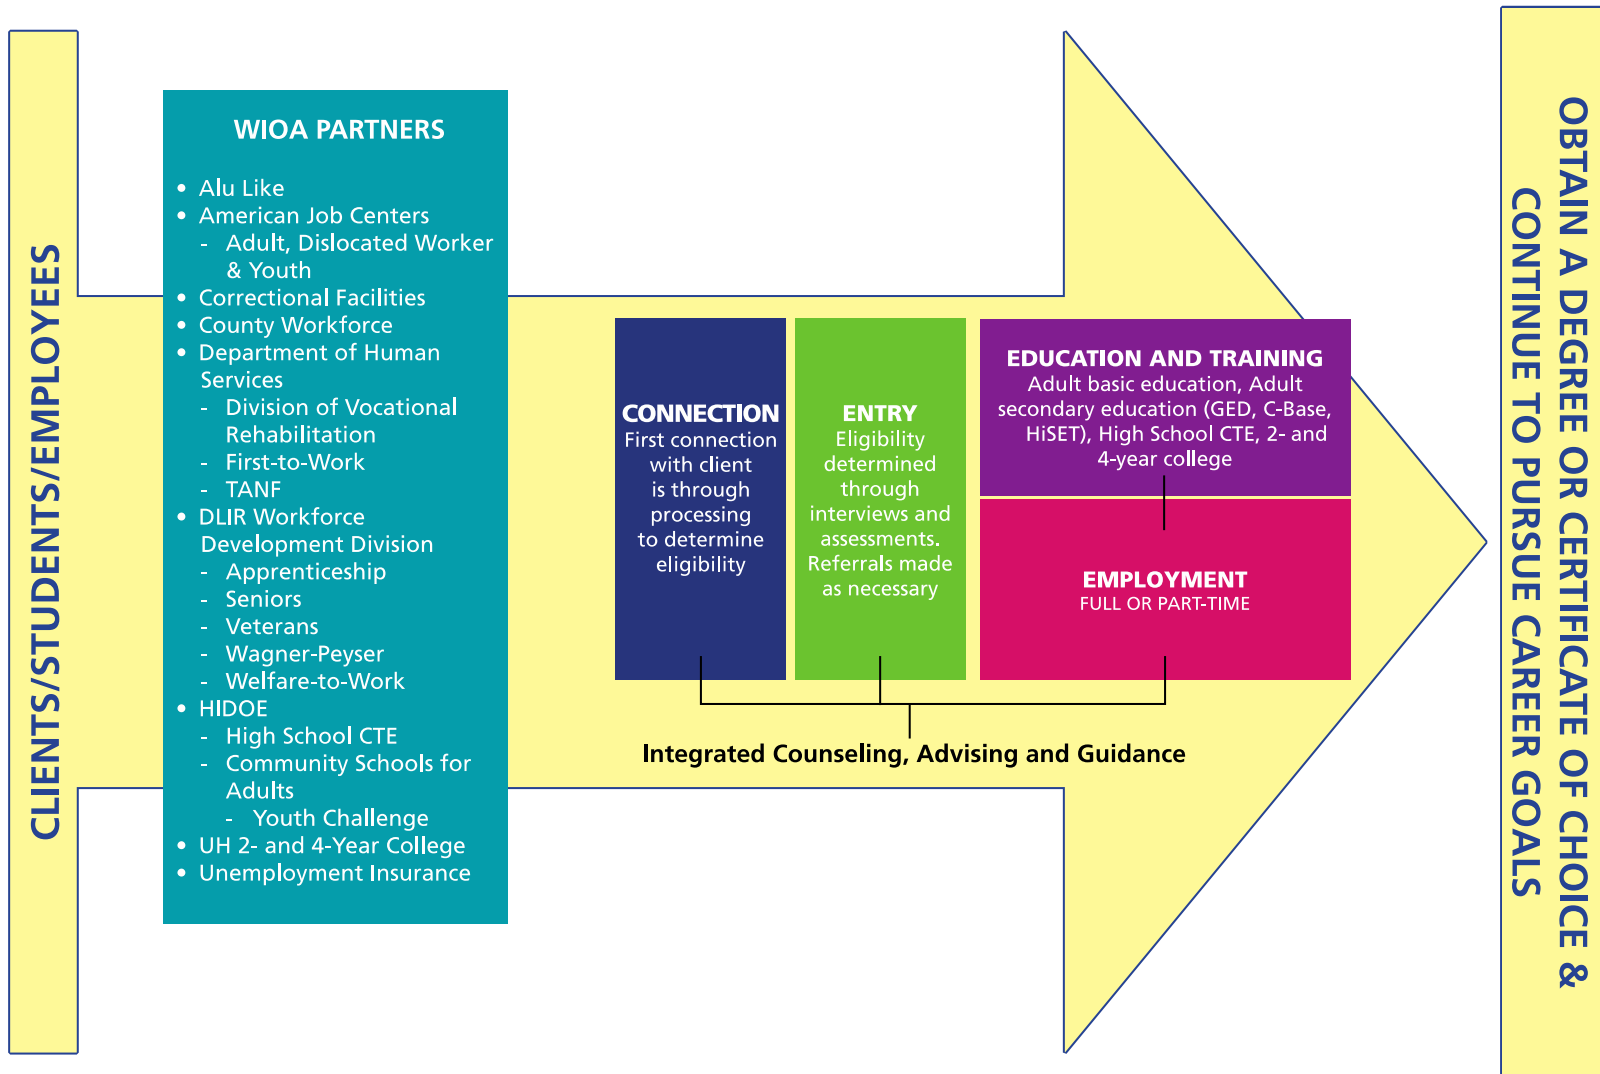 CLIENTS/STUDENTS/EMPLOYEES
WIOA PARTNERS
• Alu Like
• American Job Centers
- Adult, Dislocated Worker
& Youth
• Correctional Facilities
• County Workforce
• Department of Human
Services
- Division of Vocational
Rehabilitation
- First-to-Work
- TANF
• DLIR Workforce
Development Division
- Apprenticeship
- Seniors
- Veterans
- Wagner-Peyser
- Welfare-to-Work
• HIDOE
- High School CTE
- Community Schools for
Adults
- Youth Challenge
• UH 2- and 4-Year College
• Unemployment Insurance
CONNECTION
First connection
with client
is through
processing
to determine
eligibility
ENTRY
Eligibility
determined
through
interviews and
assessments.
Referrals made
as necessary
EDUCATION AND TRAINING
Adult basic education, Adult
secondary education (GED, C-Base,
HiSET), High School CTE, 2- and
4-year college
EMPLOYMENT
FULL OR PART-TIME
Integrated Counseling, Advising and Guidance
OBTAIN A DEGREE OR CERTIFICATE OF CHOICE &
CONTINUE TO PURSUE CAREER GOALS